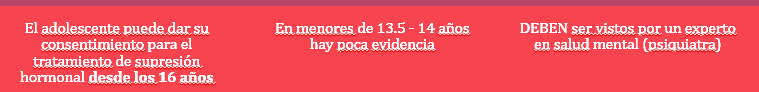 El adolescente puede dar su
consentimiento para el
tratamiento de supresión
hormonal desde los 16 años
En menores de 13.5 - 14 años
hay poca evidencia
DEBEN ser vistos por un experto
en salud mental (psiquiatra)